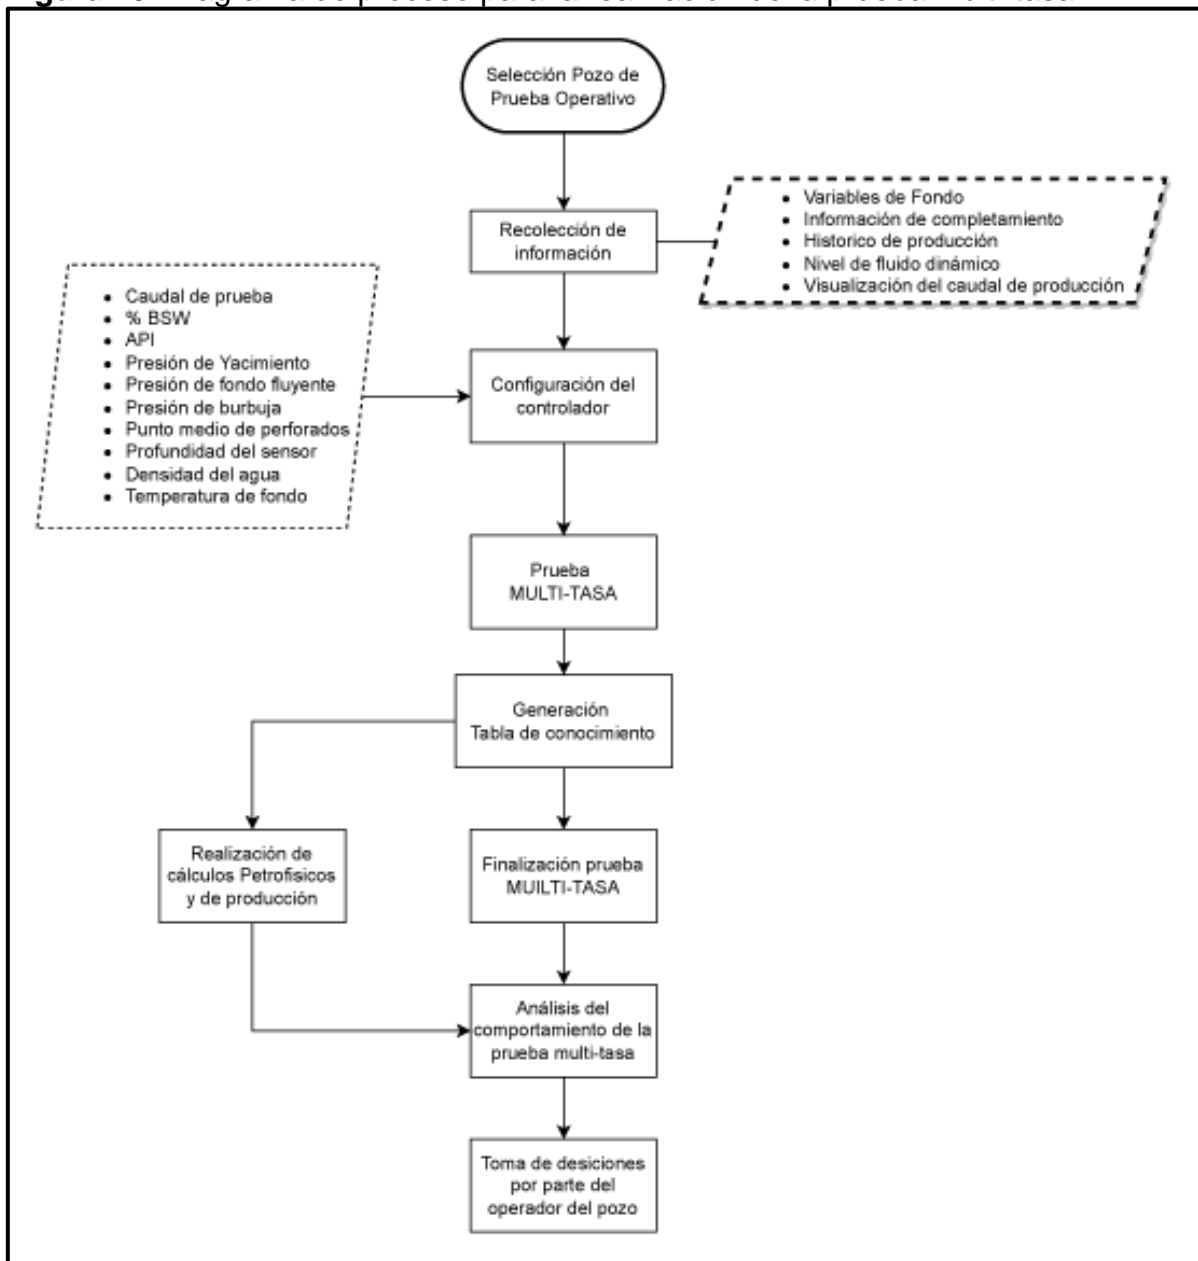 Selección Pozo de
Prueba Operativo
Recolección de
información
• Variables de Fondo
• Información de completamiento
• Historico de producción
• Nivel de fluido dinámico
• Visualización del caudal de producción
• Caudal de prueba
• % BSW
• API
• Presión de Yacimiento
• Presión de fondo fluyente
• Presión de burbuja
• Punto medio de perforados
• Profundidad del sensor
• Densidad del agua
• Temperatura de fondo
Configuración del
controlador
Prueba
MULTI-TASA
Generación
Tabla de conocimiento
Realización de
cálculos Petrofisicos
y de producción
Finalización prueba
MUILTI-TASA
Análisis del
comportamiento de la
prueba multi-tasa
Toma de desiciones
por parte del
operador del pozo